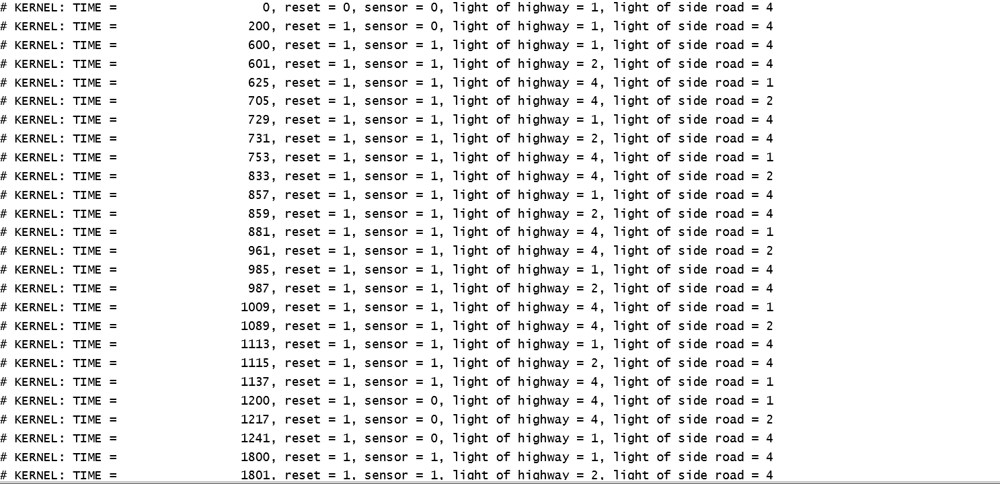 # KERNEL: TIME =                    0, reset = 0, sensor = 0, light of highway = 1, light of side road = 4
# KERNEL: TIME =                  200, reset = 1, sensor = 0, light of highway = 1, light of side road = 4
# KERNEL: TIME =                  600, reset = 1, sensor = 1, light of highway = 1, light of side road = 4
# KERNEL: TIME =                  601, reset = 1, sensor = 1, light of highway = 2, light of side road = 4
# KERNEL: TIME =                  625, reset = 1, sensor = 1, light of highway = 4, light of side road = 1
# KERNEL: TIME =                  705, reset = 1, sensor = 1, light of highway = 4, light of side road = 2
# KERNEL: TIME =                  729, reset = 1, sensor = 1, light of highway = 1, light of side road = 4
# KERNEL: TIME =                  731, reset = 1, sensor = 1, light of highway = 2, light of side road = 4
# KERNEL: TIME =                  753, reset = 1, sensor = 1, light of highway = 4, light of side road = 1
# KERNEL: TIME =                  833, reset = 1, sensor = 1, light of highway = 4, light of side road = 2
# KERNEL: TIME =                  857, reset = 1, sensor = 1, light of highway = 1, light of side road = 4
# KERNEL: TIME =                  859, reset = 1, sensor = 1, light of highway = 2, light of side road = 4
# KERNEL: TIME =                  881, reset = 1, sensor = 1, light of highway = 4, light of side road = 1
# KERNEL: TIME =                  961, reset = 1, sensor = 1, light of highway = 4, light of side road = 2
# KERNEL: TIME =                  985, reset = 1, sensor = 1, light of highway = 1, light of side road = 4
# KERNEL: TIME =                  987, reset = 1, sensor = 1, light of highway = 2, light of side road = 4
# KERNEL: TIME =                 1009, reset = 1, sensor = 1, light of highway = 4, light of side road = 1
# KERNEL: TIME =                 1089, reset = 1, sensor = 1, light of highway = 4, light of side road = 2
# KERNEL: TIME =                 1113, reset = 1, sensor = 1, light of highway = 1, light of side road = 4
# KERNEL: TIME =                 1115, reset = 1, sensor = 1, light of highway = 2, light of side road = 4
# KERNEL: TIME =                 1137, reset = 1, sensor = 1, light of highway = 4, light of side road = 1
# KERNEL: TIME =                 1200, reset = 1, sensor = 0, light of highway = 4, light of side road = 1
# KERNEL: TIME =                 1217, reset = 1, sensor = 0, light of highway = 4, light of side road = 2
# KERNEL: TIME =                 1241, reset = 1, sensor = 0, light of highway = 1, light of side road = 4
# KERNEL: TIME =                 1800, reset = 1, sensor = 1, light of highway = 1, light of side road = 4
# KERNEL: TIME =                 1801, reset = 1, sensor = 1, light of highway = 2, light of side road = 4